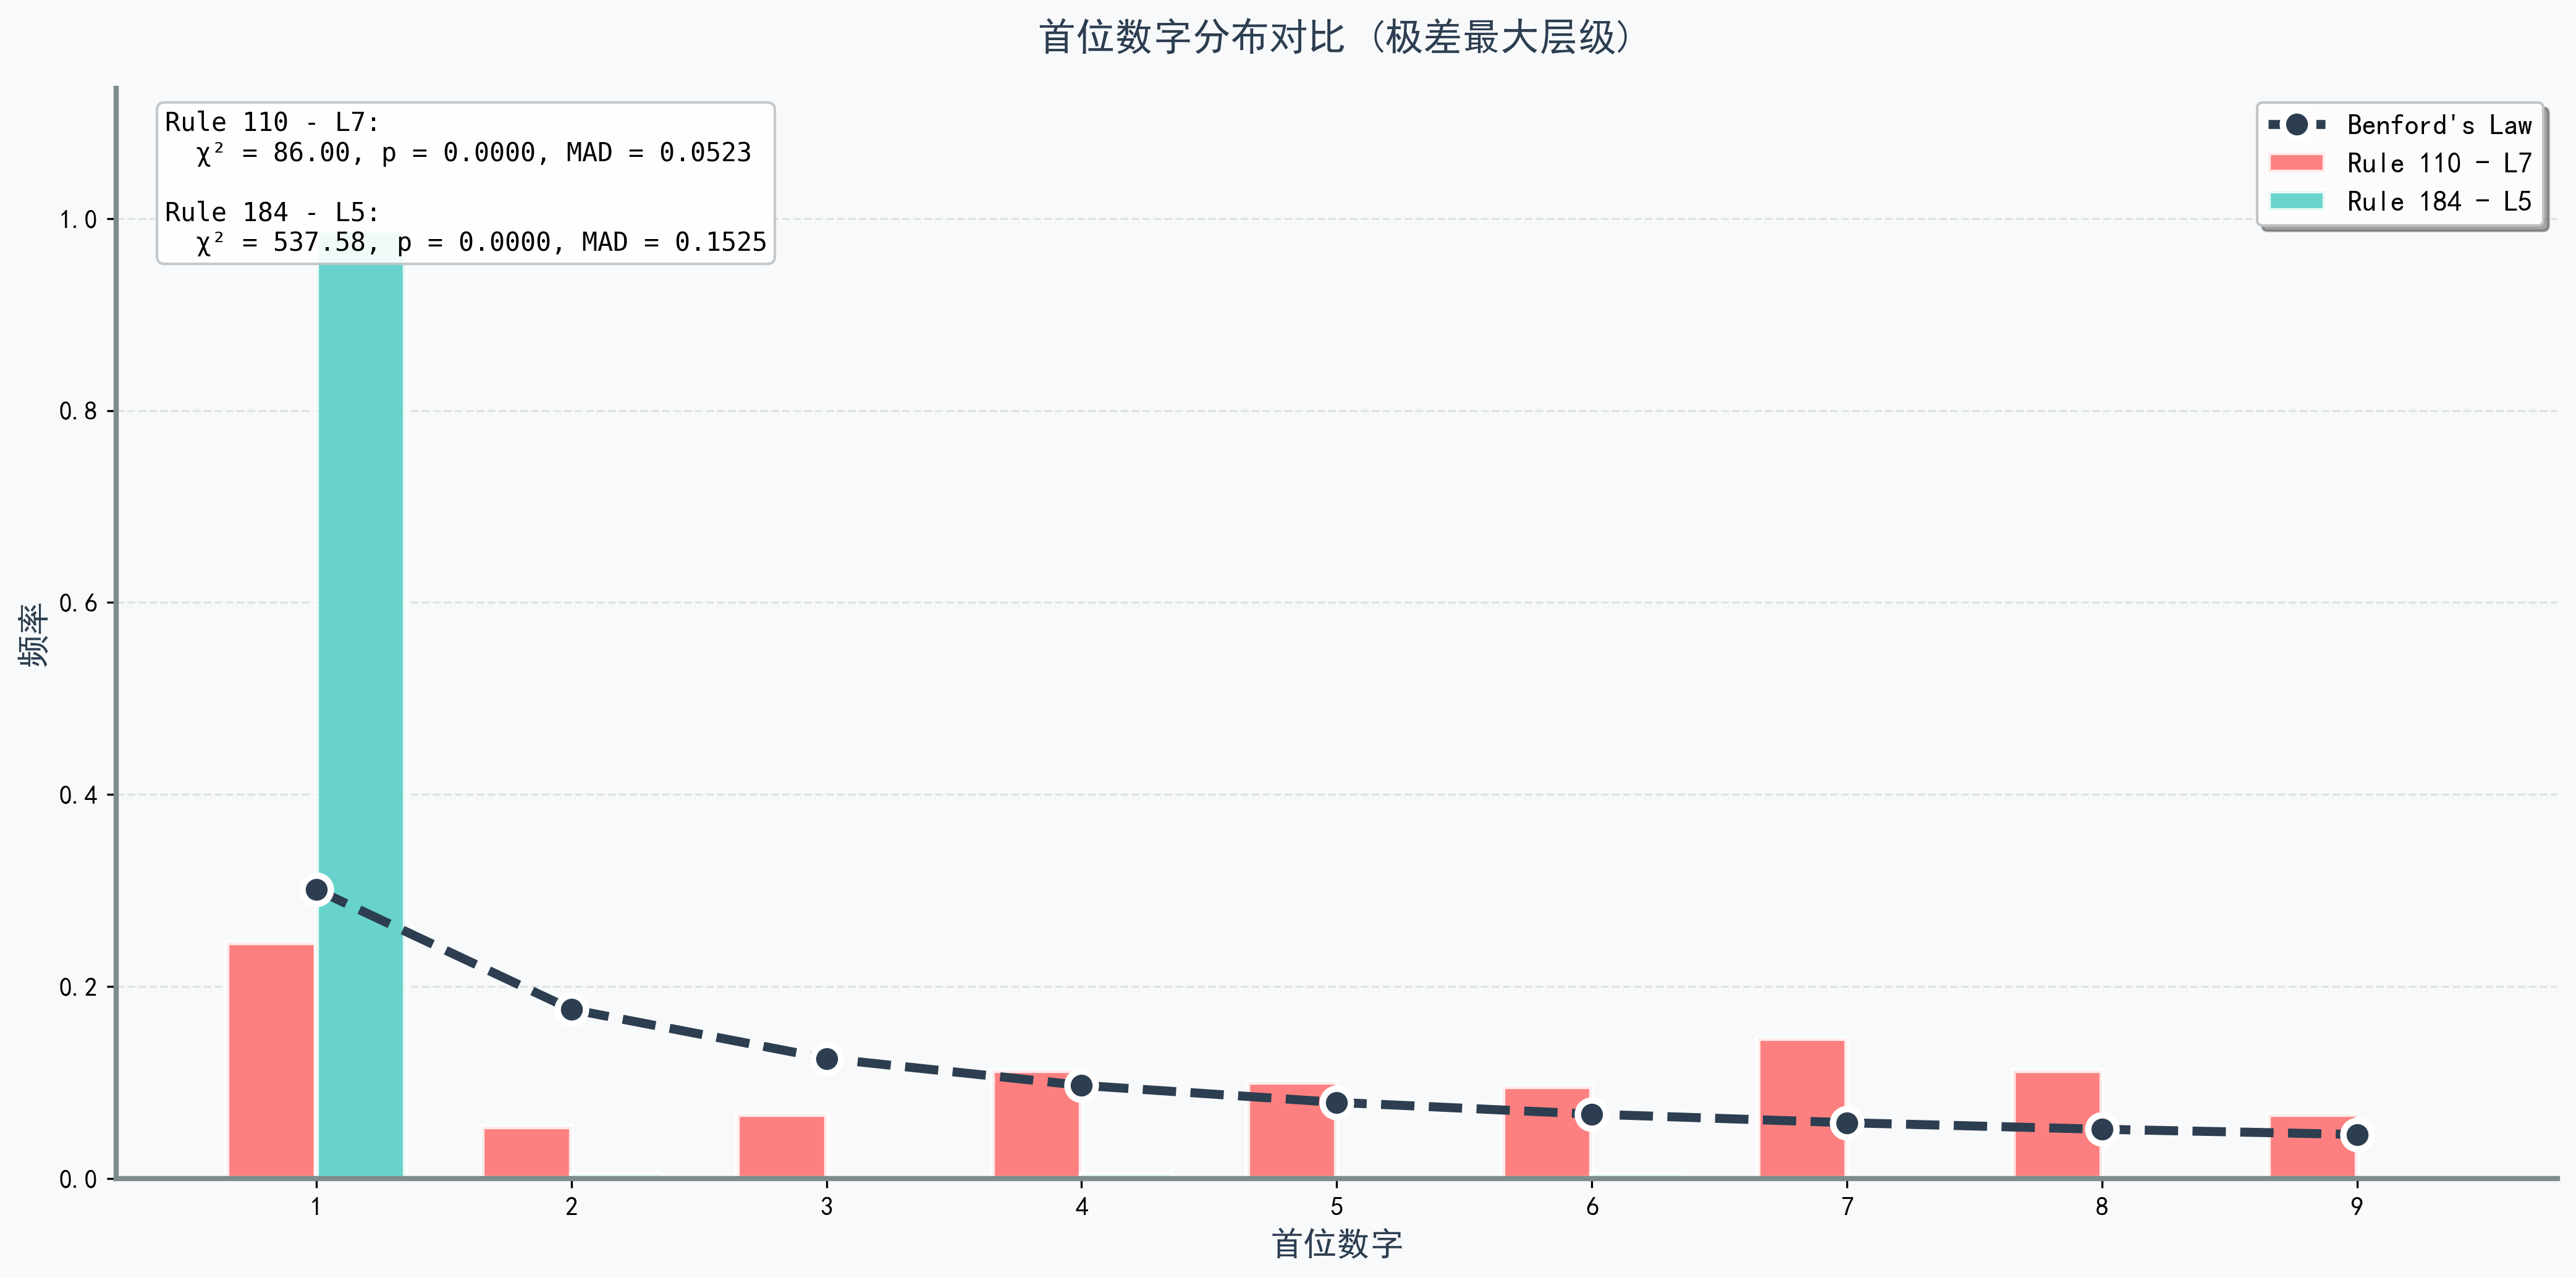 首位数字分布对比 (极差最大层级)
Rule 110 - L7:
χ² = 86.00, p = 0.0000, MAD = 0.0523
Rule 184 - L5:
χ² = 537.58, p = 0.0000, MAD = 0.1525
Benford's Law
Rule 110 - L7
Rule 184 - L5
频率
1.0
0.8
0.6
0.4
0.2
0.0
1 2 3 4 5 6 7 8 9
首位数字